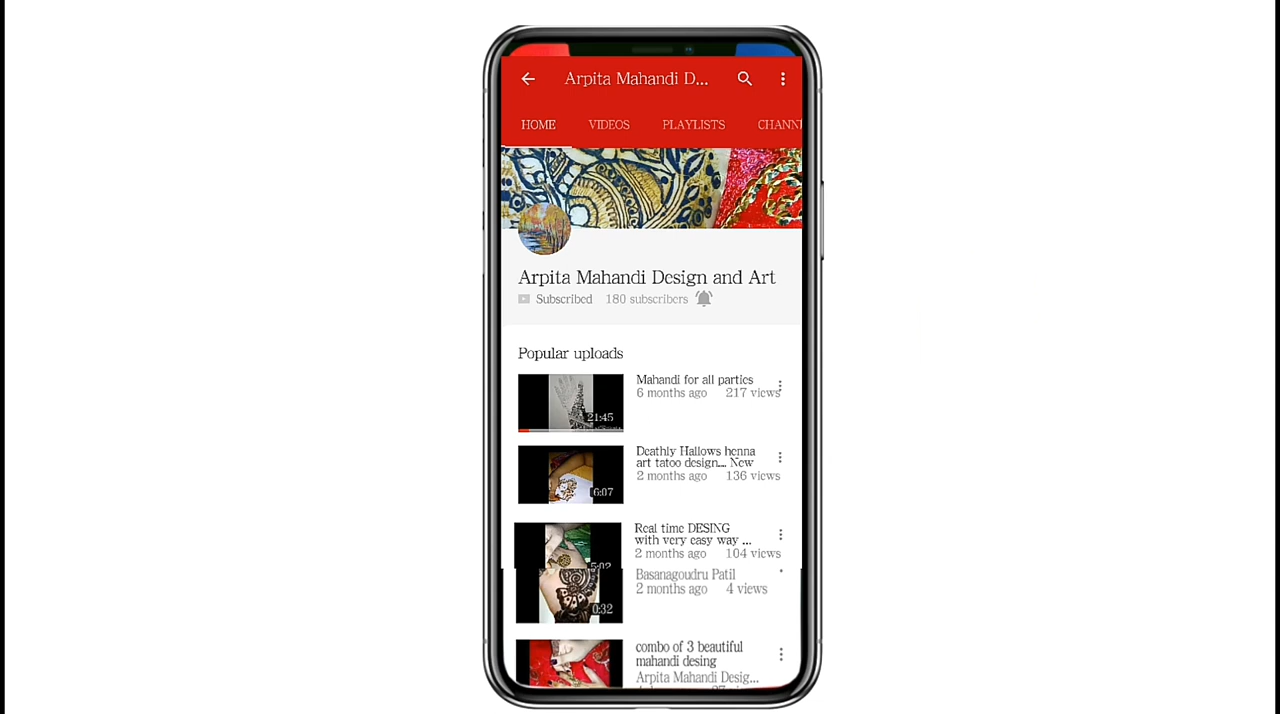 Arpita Mahandi D...
HOME VIDEOS PLAYLISTS CHANN
Arpita Mahandi Design and Art
Subscribed 180 subscribers
Popular uploads
Mahandi for all parties
6 months ago 217 views
21:45
Deathly Hallows henna
art tatoo design.... New
2 months ago 136 views
6:07
Real time DESING
with very easy way ...
2 months ago 104 views
5:02
Basanagoudru Patil
2 months ago 4 views
0:32
combo of 3 beautiful
mahandi desing
Arpita Mahandi Desig...